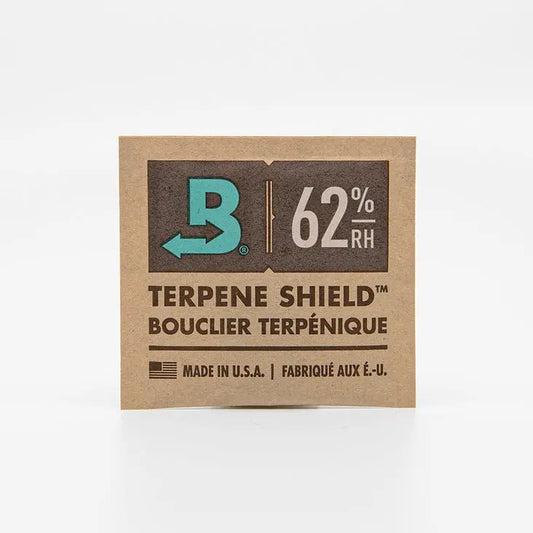 B®
62%
RH
TERPENE SHIELD™
BOUCLIER TERPÉNIQUE
MADE IN U.S.A. | FABRIQUÉ AUX É.-U.